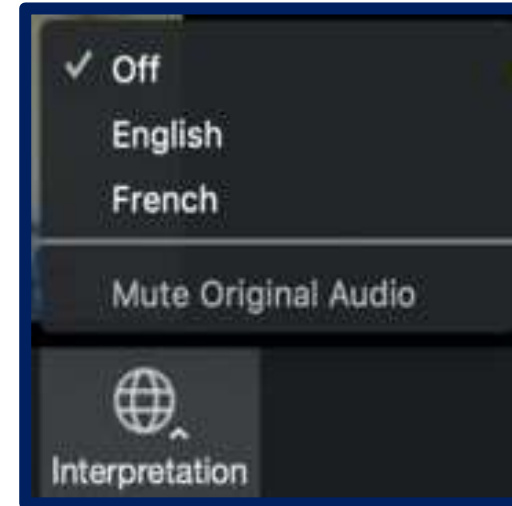 Off
English
French
Mute Original Audio
Interpretation